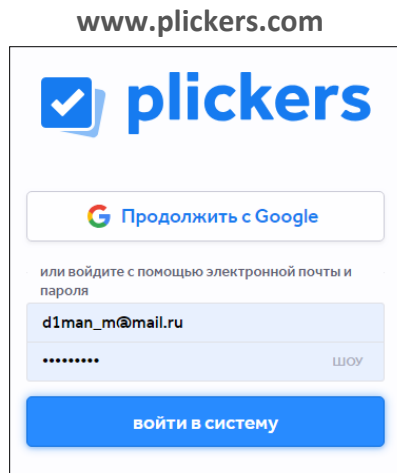 www.plickers.com
plickers
Продолжить с Google
или войдите с помощью электронной почты и
пароля
d1man_m@mail.ru
•••••••••
ШОУ
войти в систему